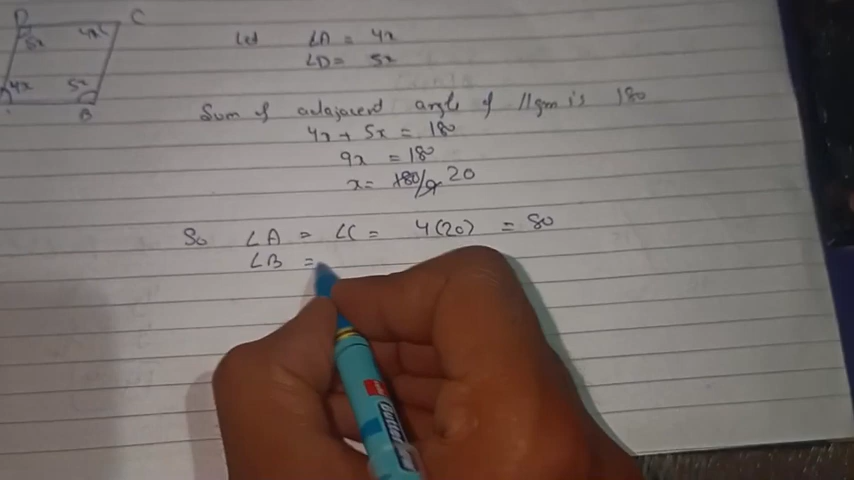 D C
5x 4x
4x 5x
B
Let ∠A = 4x
∠D = 5x
Sum of adajacent angle of ||gm is 180
4x + 5x = 180
9x = 180
x = 180/9 20
So ∠A = ∠C = 4(20) = 80
∠B =